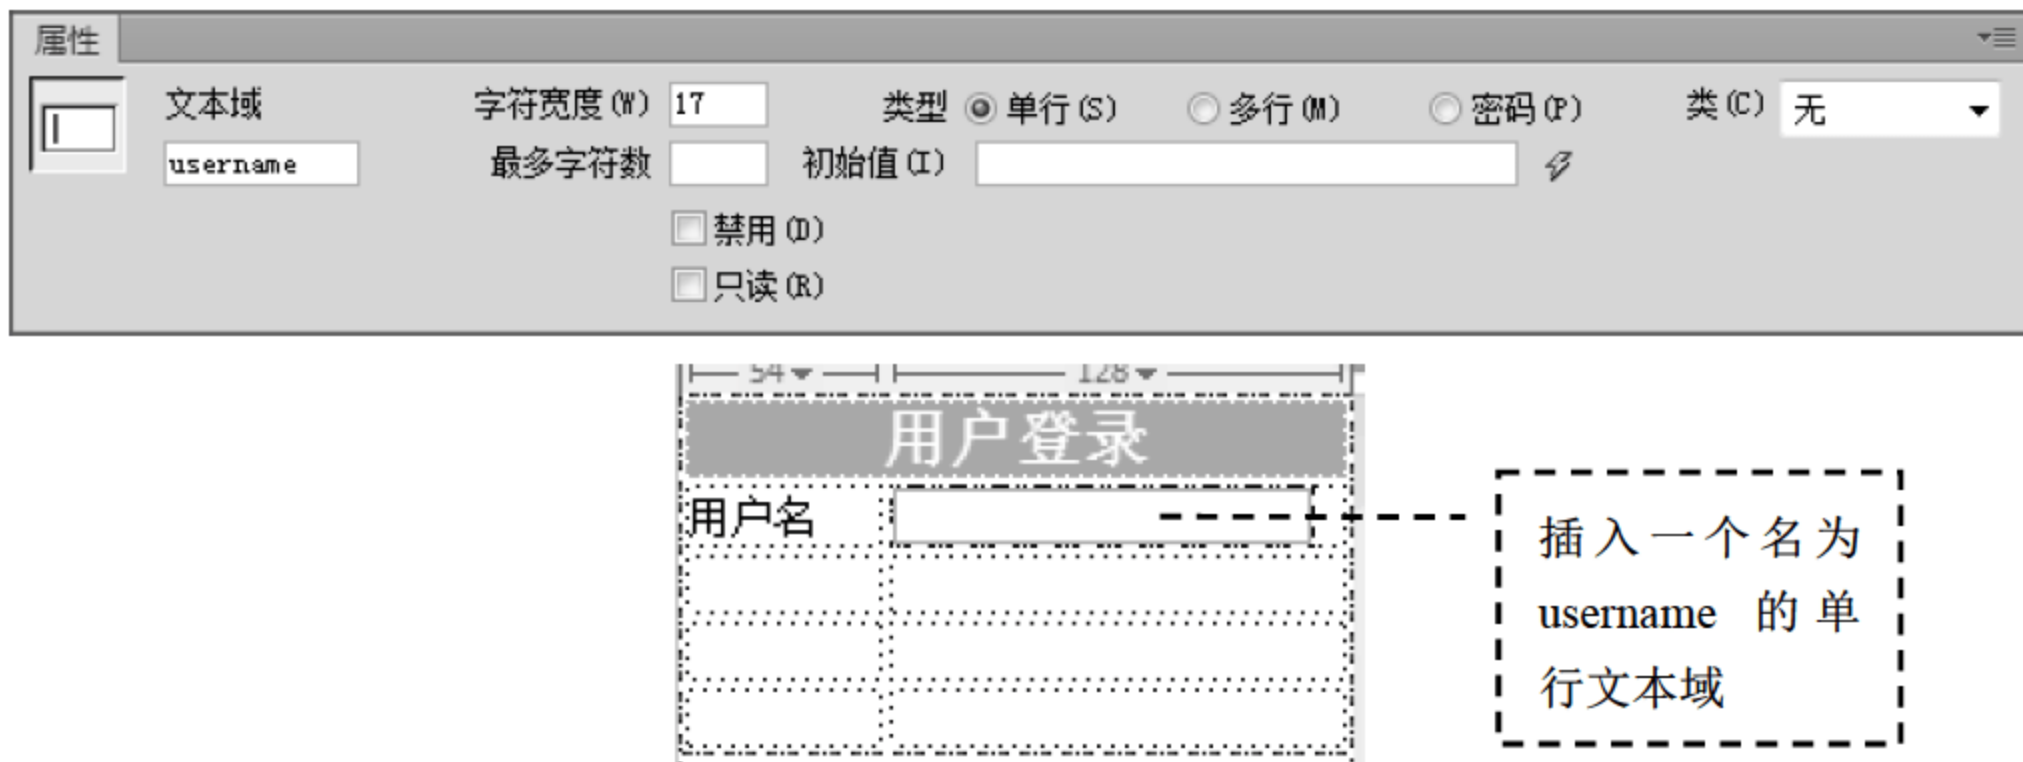 属性
文本域 字符宽度(W) 17 类型 单行(S) 多行(M) 密码(P) 类(C) 无
username 最多字符数 初始值(I)
禁用(D)
只读(R)
54 128
用户登录
用户名
插入一个名为
username 的单
行文本域